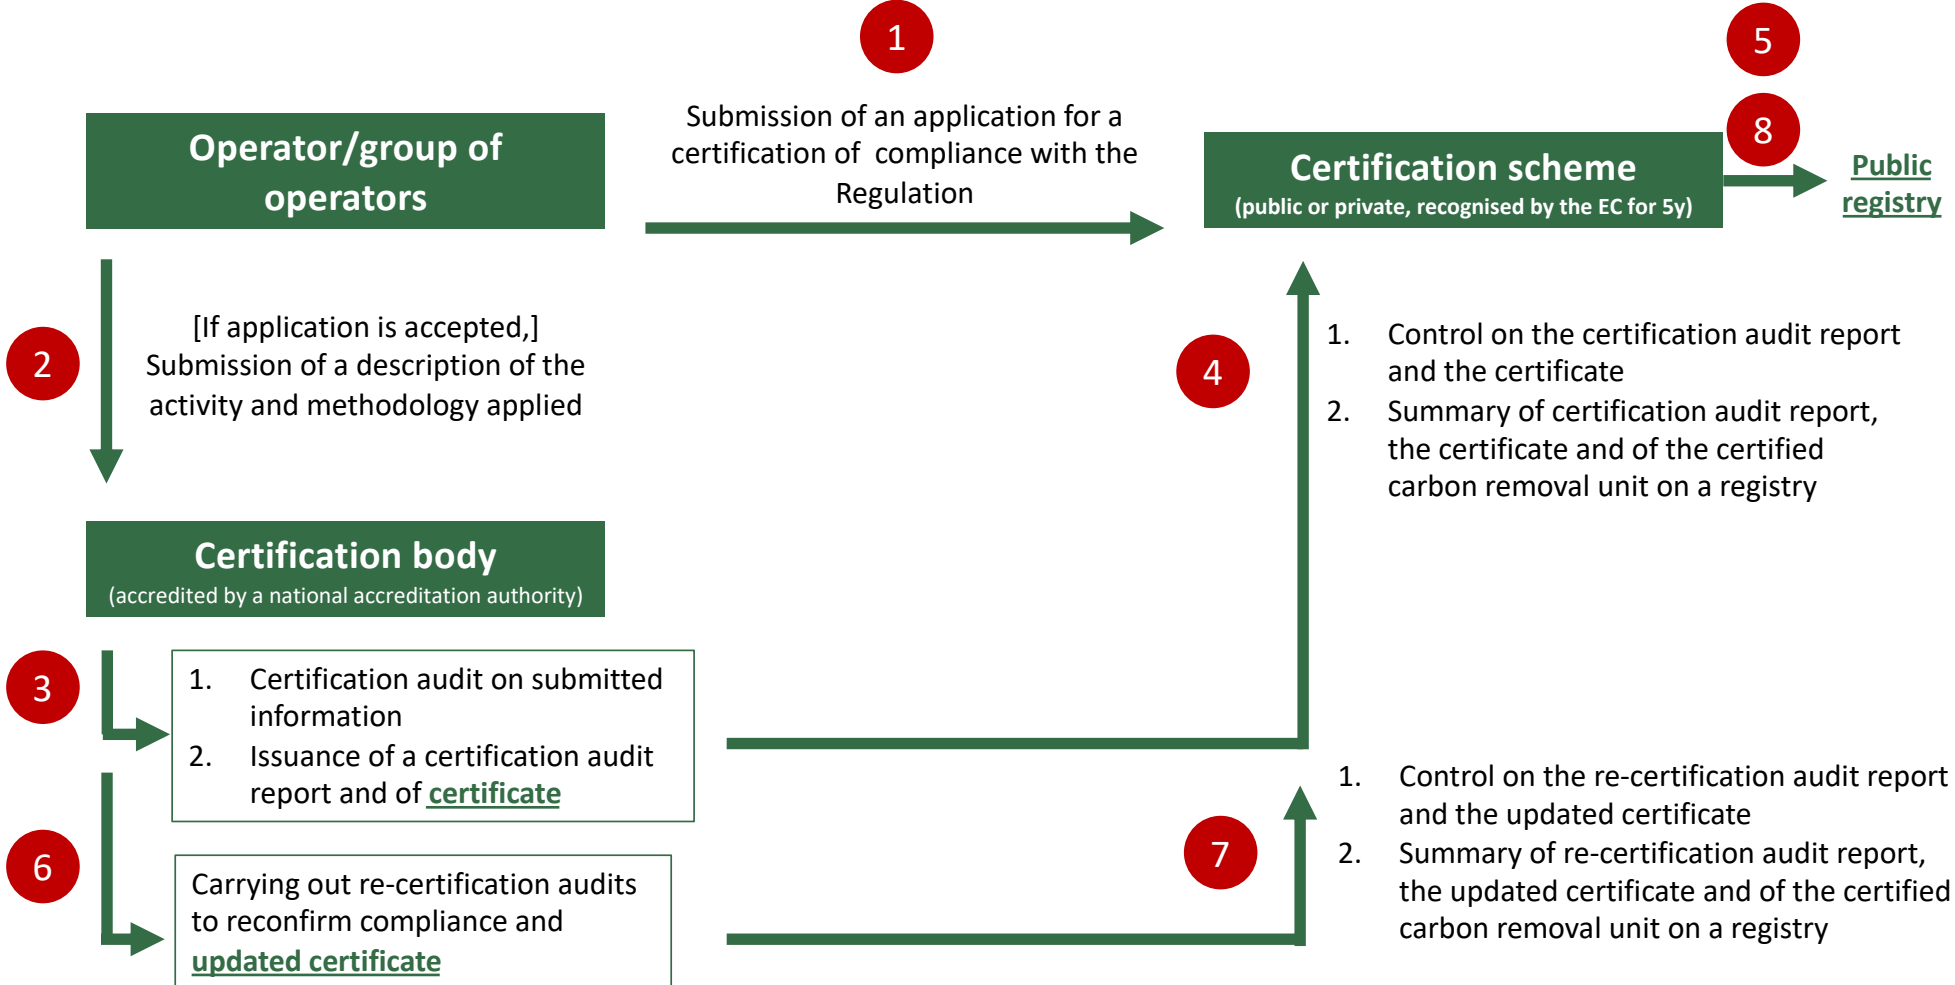 1
5
8
Operator/group of
operators
Submission of an application for a
certification of compliance with the
Regulation
Certification scheme
(public or private, recognised by the EC for 5y)
Public
registry
2
[If application is accepted,]
Submission of a description of the
activity and methodology applied
4
1. Control on the certification audit report
and the certificate
2. Summary of certification audit report,
the certificate and of the certified
carbon removal unit on a registry
Certification body
(accredited by a national accreditation authority)
3
1. Certification audit on submitted
information
2. Issuance of a certification audit
report and of certificate
6
Carrying out re-certification audits
to reconfirm compliance and
updated certificate
7
1. Control on the re-certification audit report
and the updated certificate
2. Summary of re-certification audit report,
the updated certificate and of the certified
carbon removal unit on a registry